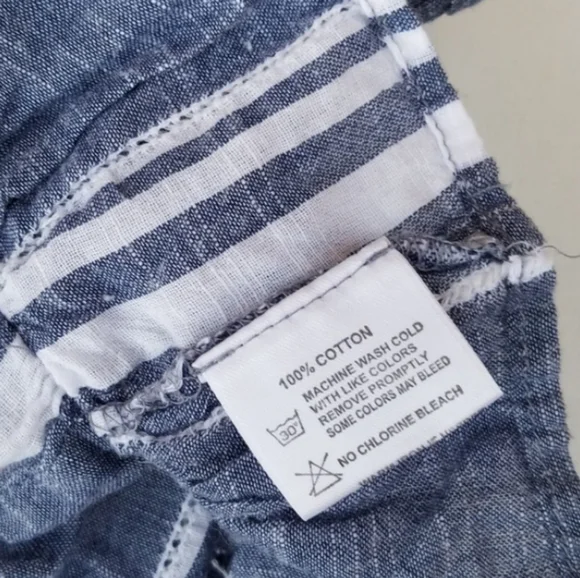 100% COTTON
MACHINE WASH COLD
WITH LIKE COLORS
REMOVE PROMPTLY
SOME COLORS MAY BLEED
30°
NO CHLORINE BLEACH